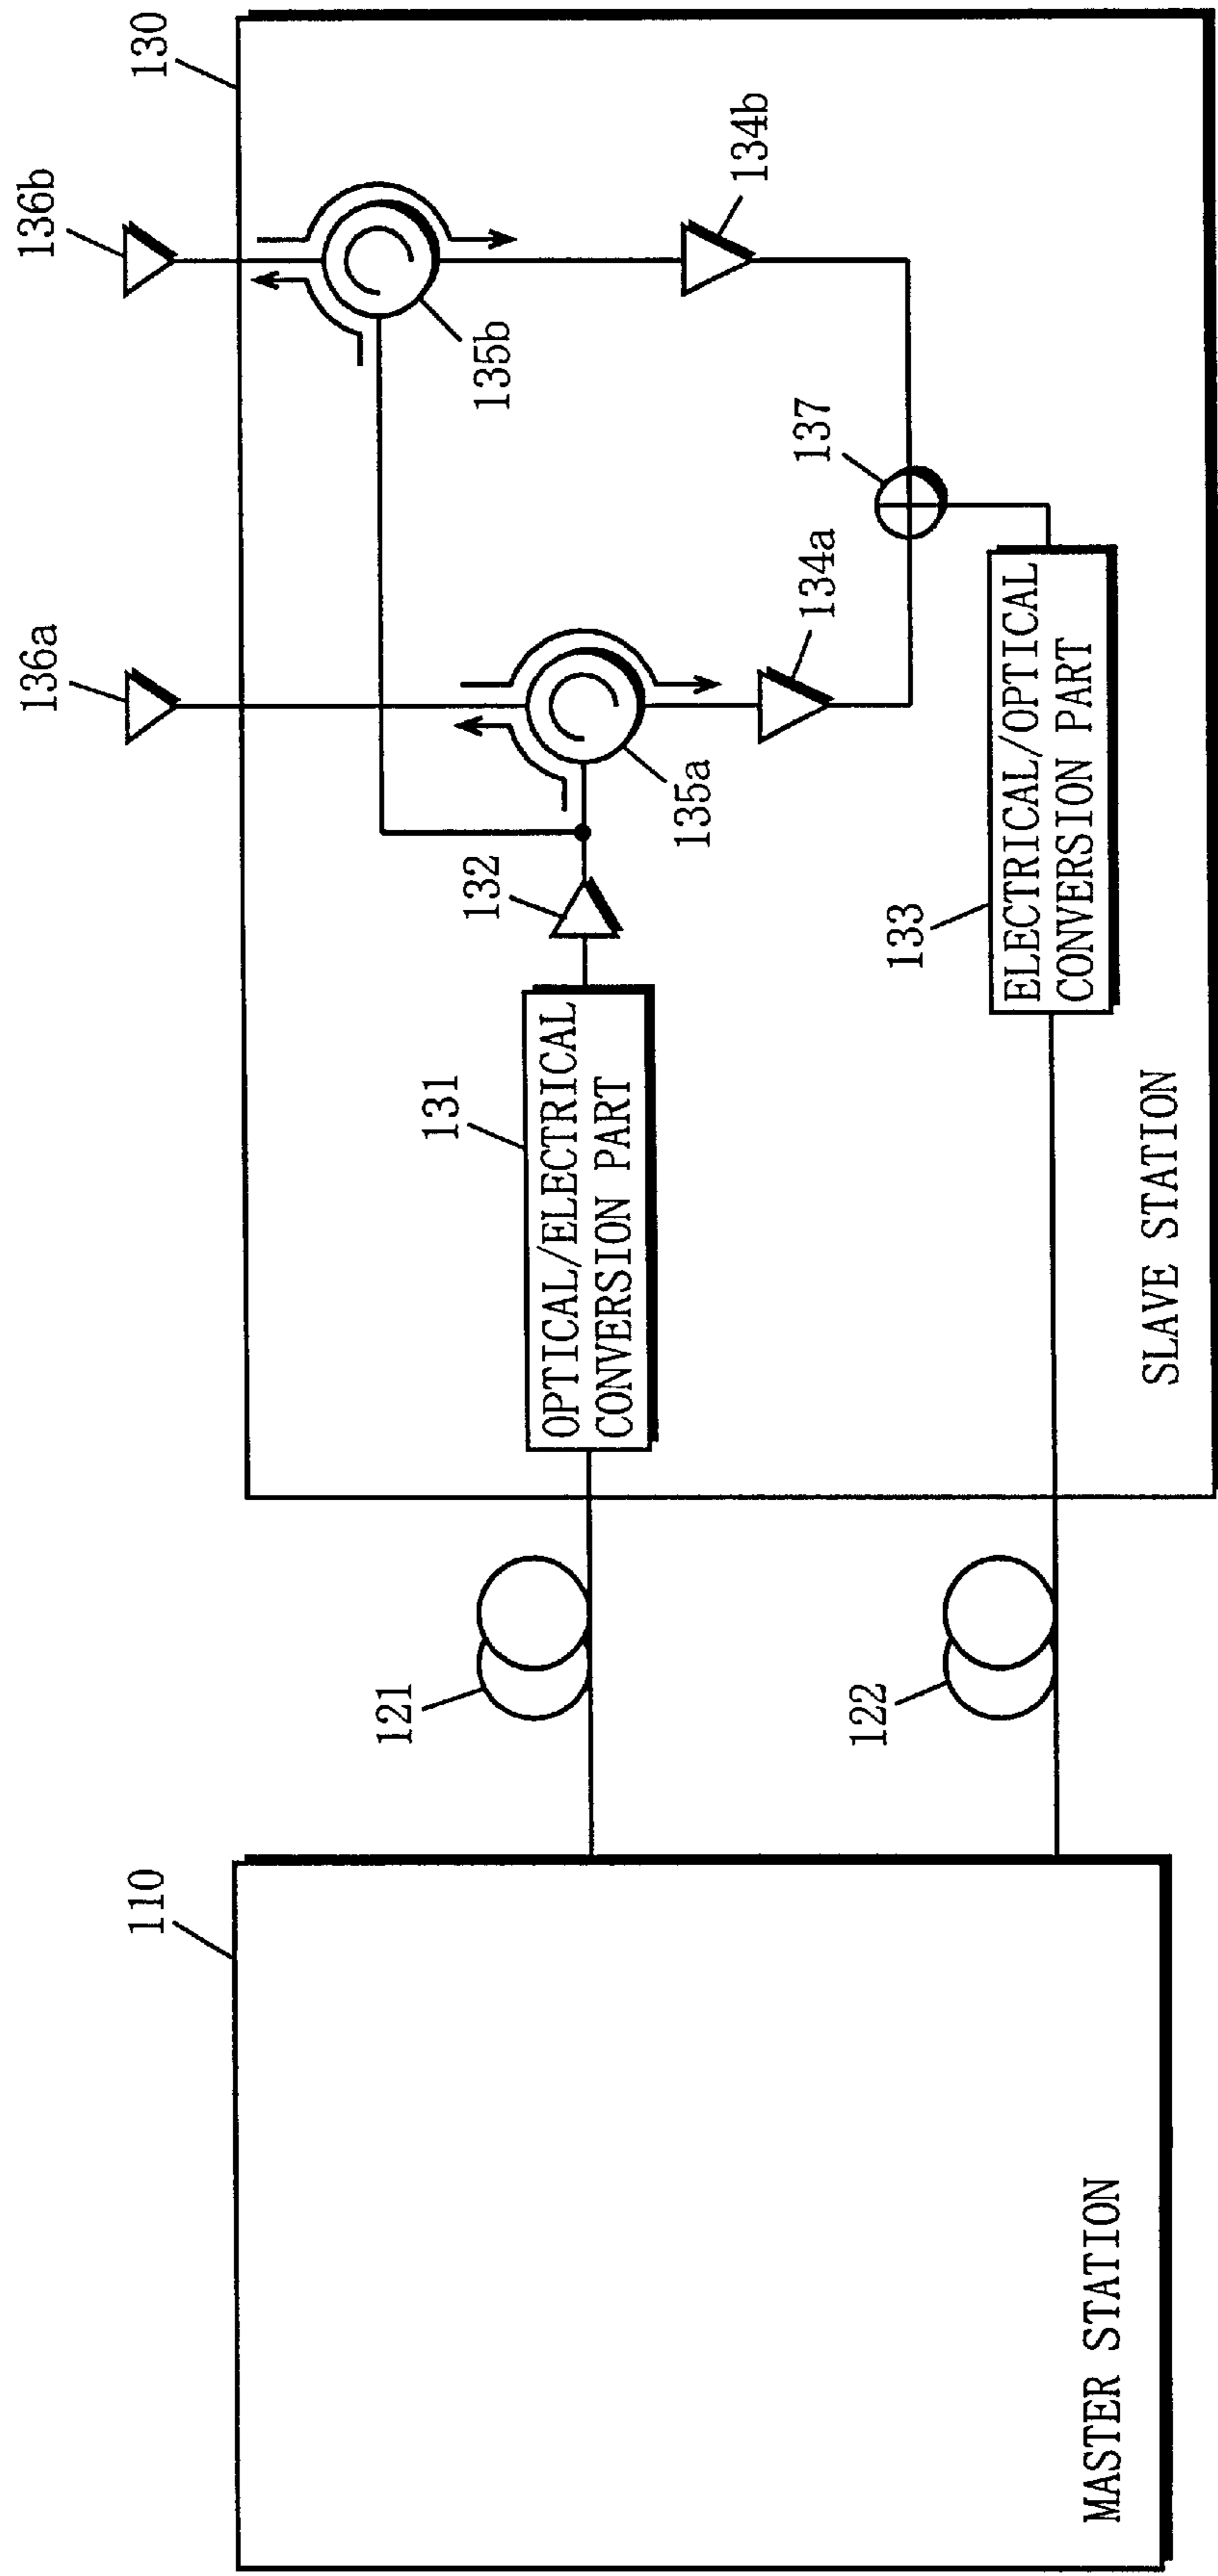 110
MASTER STATION
121
122
130
SLAVE STATION
131
OPTICAL/ELECTRICAL
CONVERSION PART
132
133
ELECTRICAL/OPTICAL
CONVERSION PART
135a
134a
136a
137
135b
134b
136b